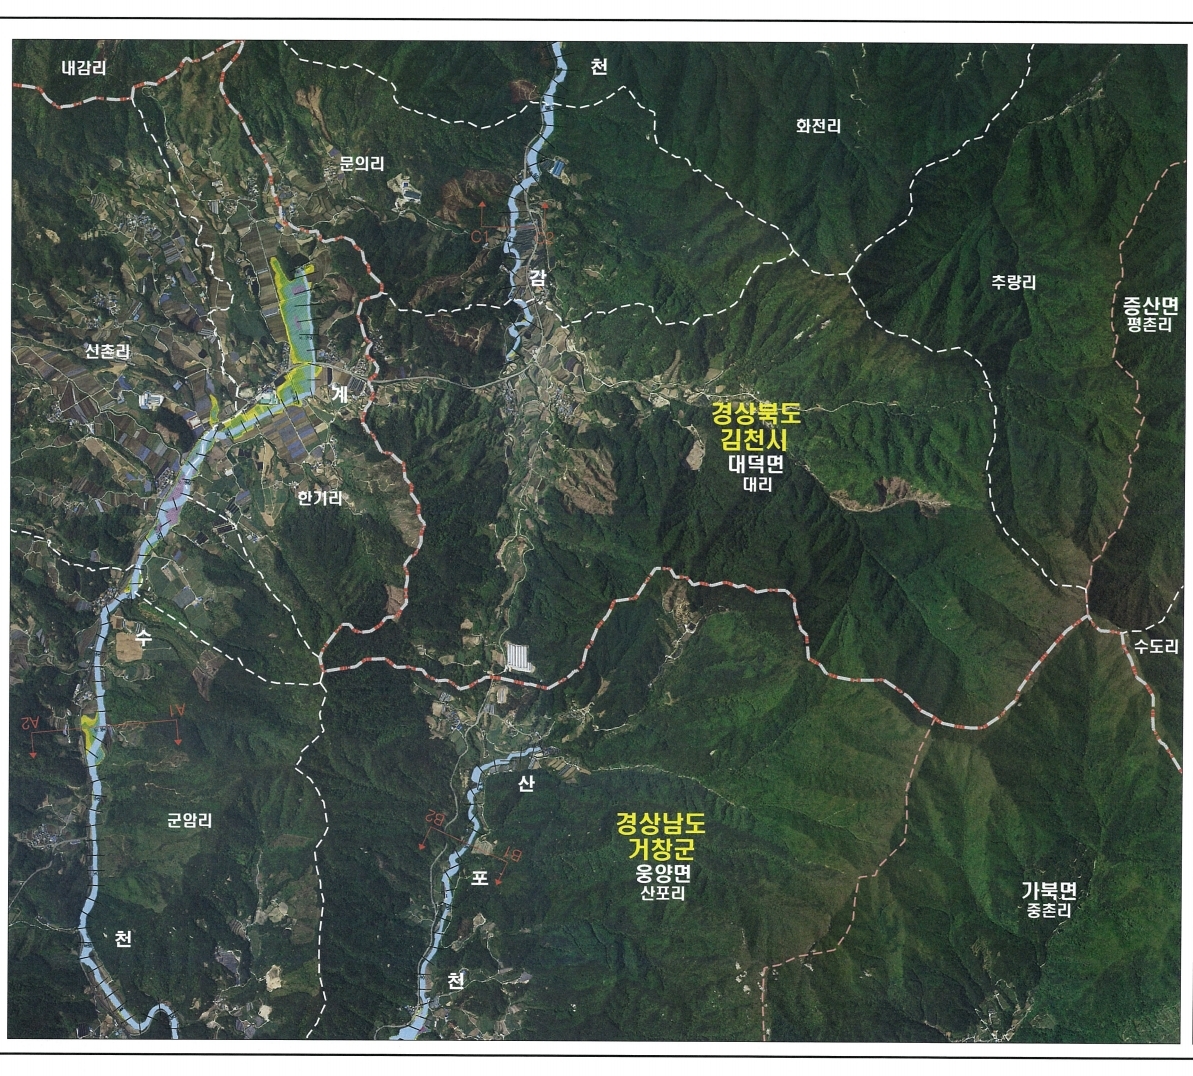 내감리
천
화전리
문의리
C1
감
추량리
증산면
평촌리
선촌리
계
경상북도
김천시
대덕면
대리
한기리
수
수도리
A2
A1
산
군암리
B2
경상남도
거창군
웅양면
산포리
B1
포
가북면
중촌리
천
천